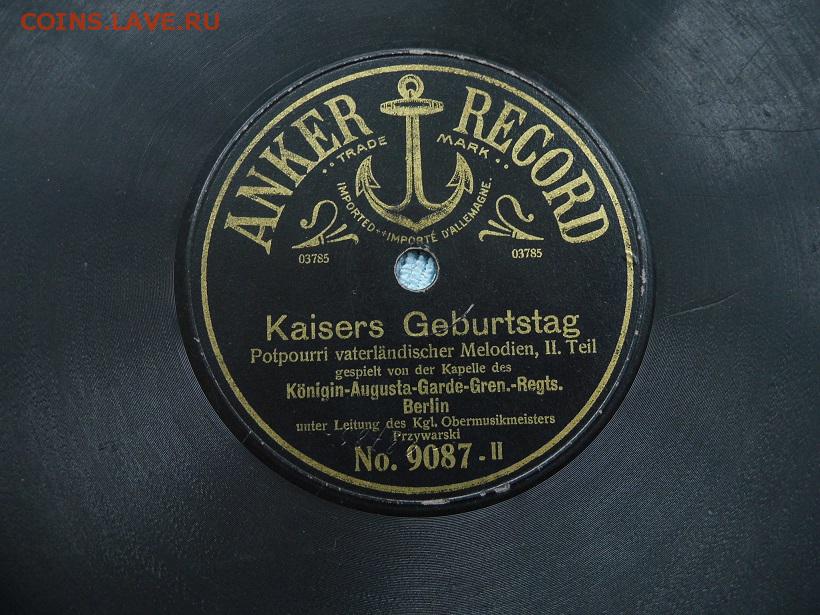 COINS.LAVE.RU
ANKER RECORD
··TRADE MARK··
IMPORTED··IMPORTÉ D'ALLEMAGNE.
03785 03785
Kaisers Geburtstag
Potpourri vaterländischer Melodien, II. Teil
gespielt von der Kapelle des
Königin-Augusta-Garde-Gren.-Regts.
Berlin
unter Leitung des Kgl. Obermusikmeisters
Przywarski
No. 9087-II